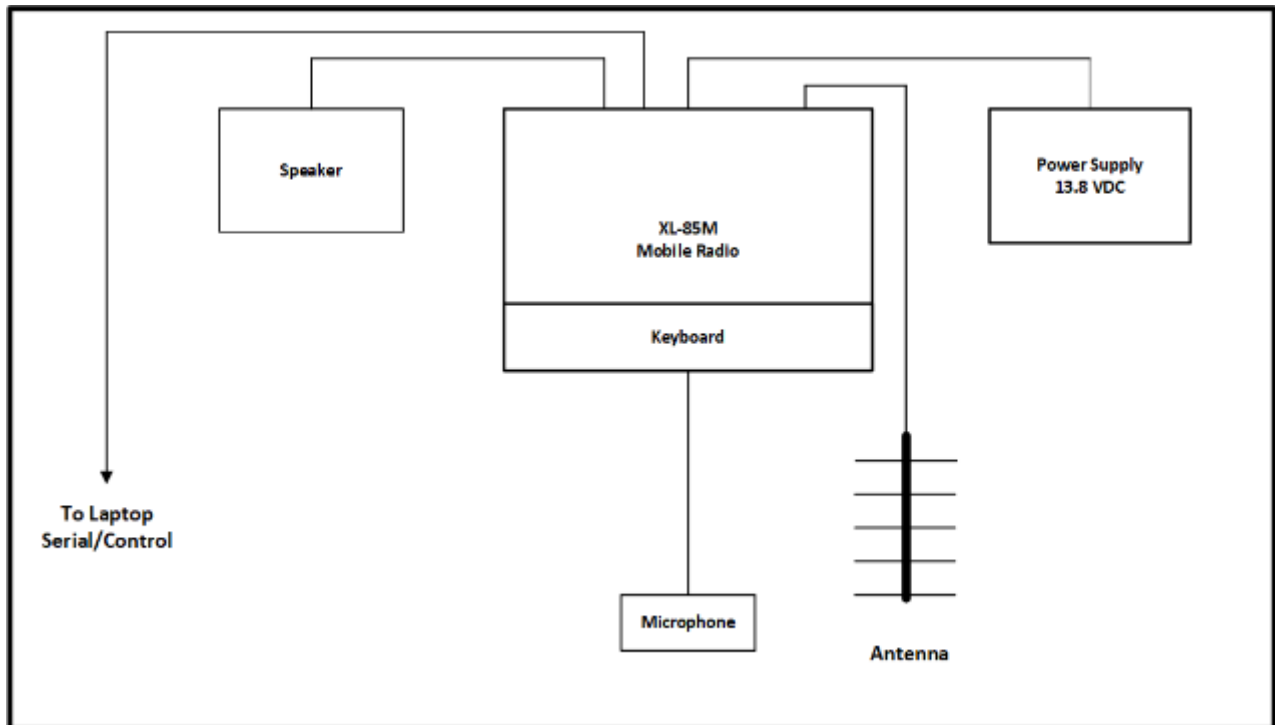 Speaker
Power Supply
13.8 VDC
XL-85M
Mobile Radio
Keyboard
To Laptop
Serial/Control
Microphone
Antenna